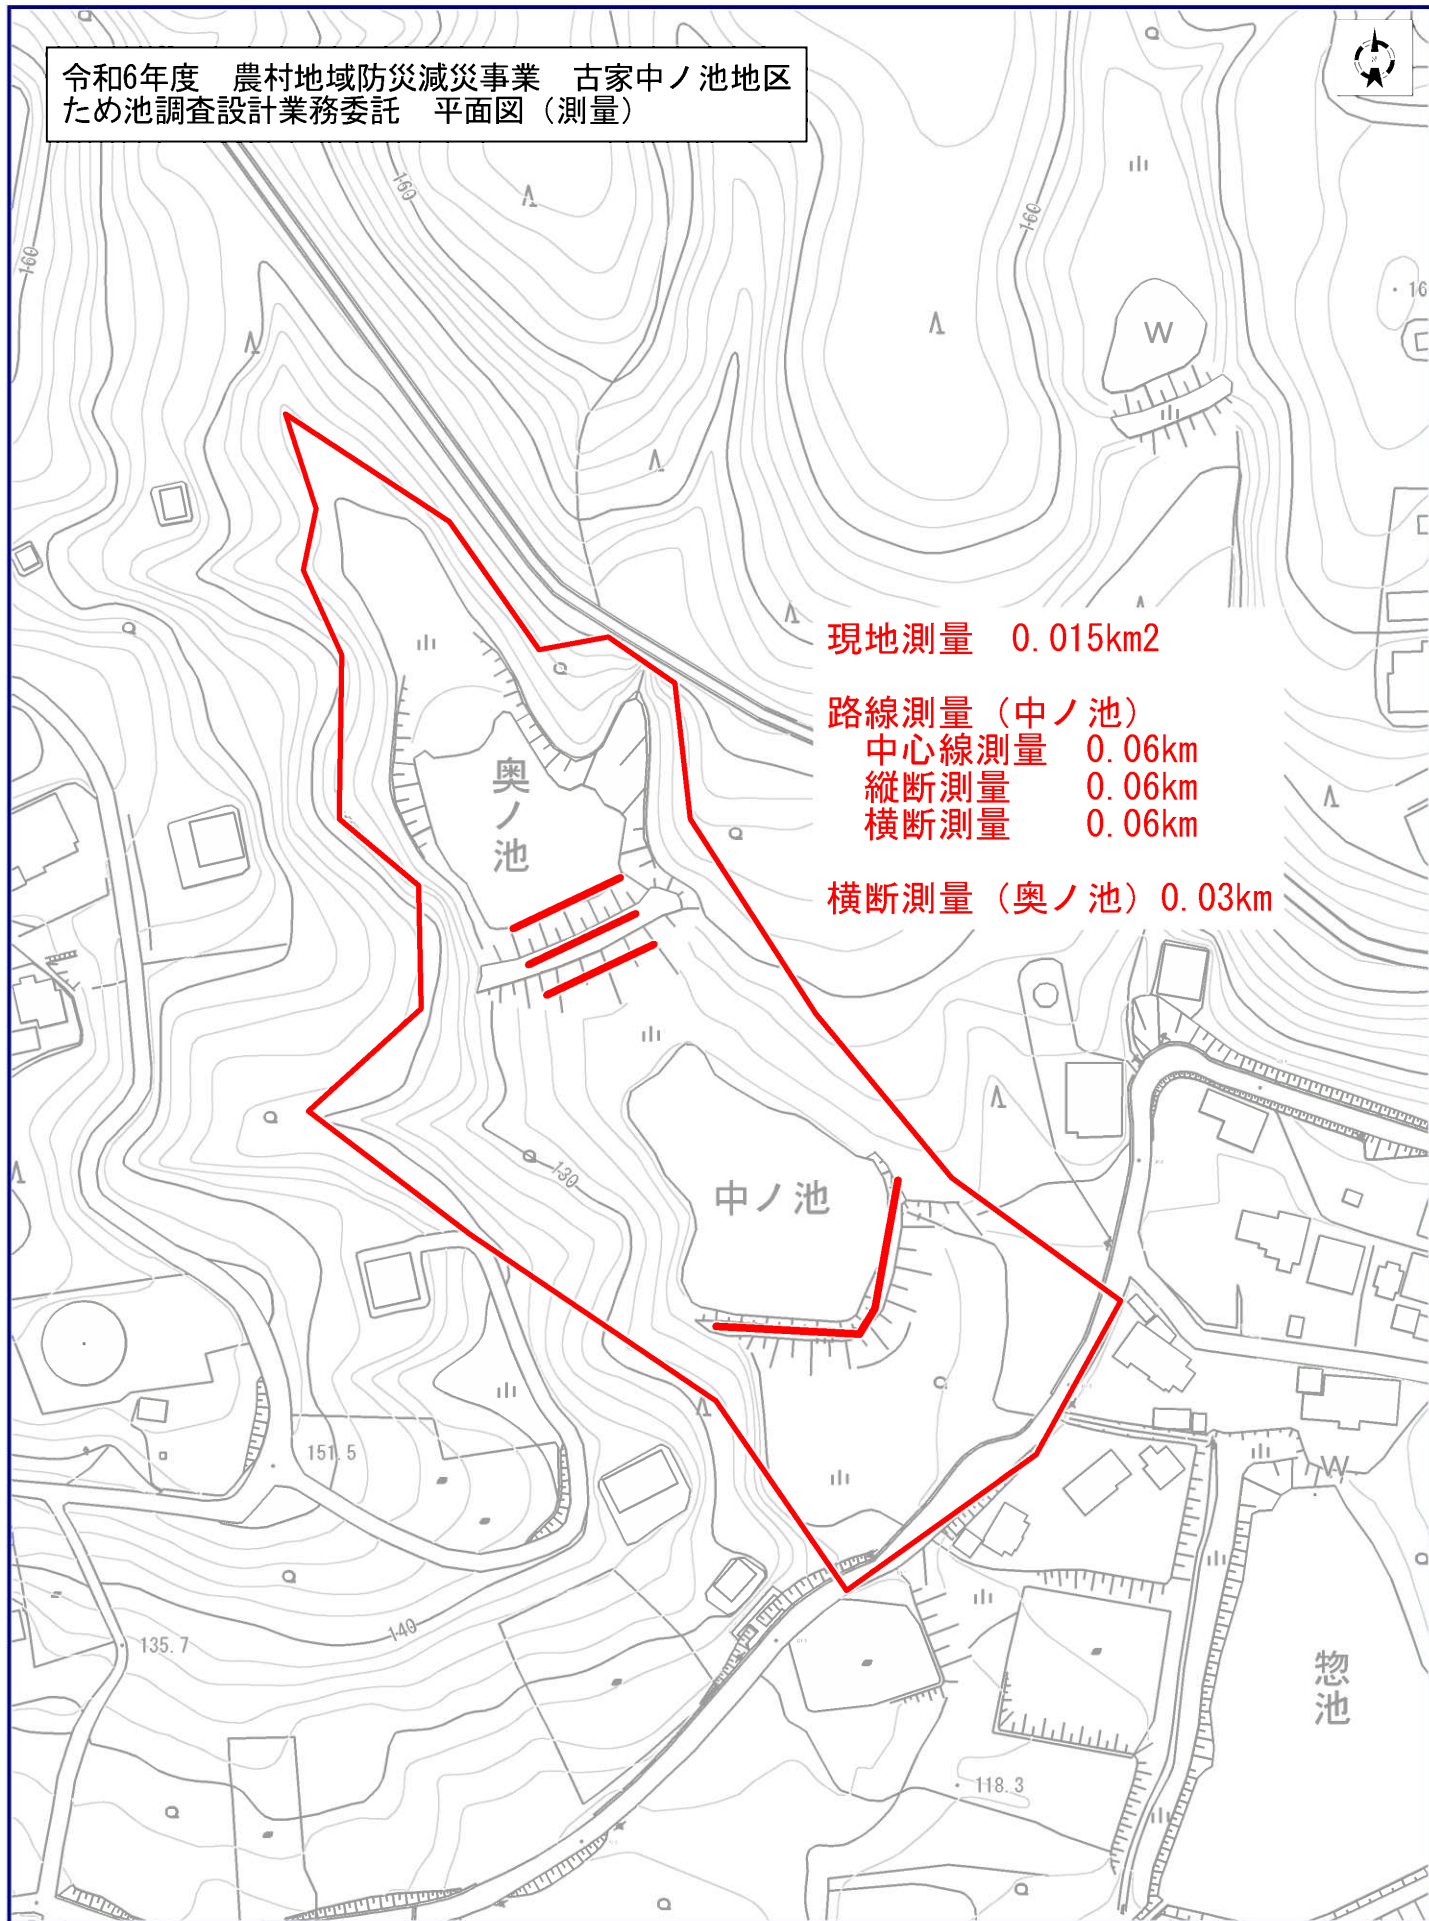 令和6年度　農村地域防災減災事業　古家中ノ池地区
ため池調査設計業務委託　平面図（測量）
160
160
160
16
W
現地測量　0.015km2
路線測量（中ノ池）
中心線測量　0.06km
縦断測量　0.06km
横断測量　0.06km
横断測量（奥ノ池）0.03km
奥ノ池
130
中ノ池
151.5
W
140
135.7
惣池
118.3